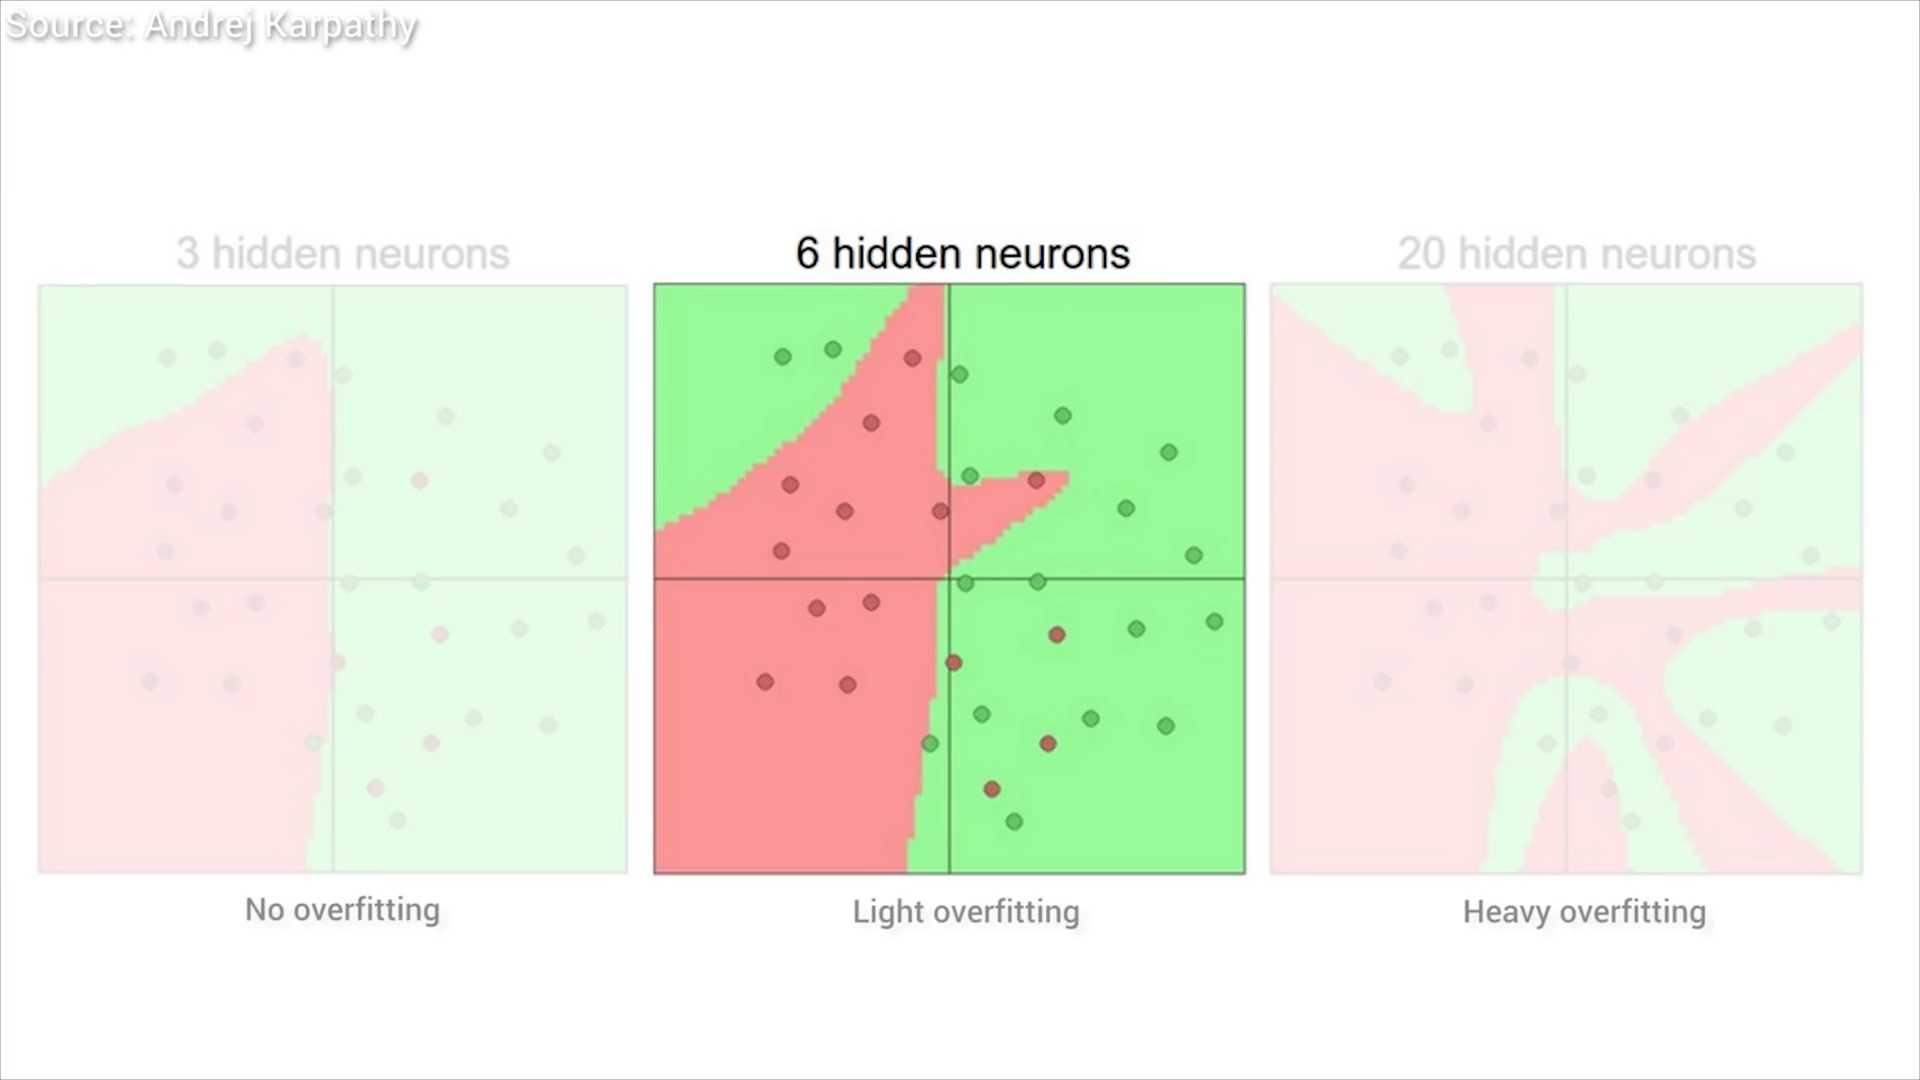 Source: Andrej Karpathy
3 hidden neurons
6 hidden neurons
20 hidden neurons
No overfitting
Light overfitting
Heavy overfitting